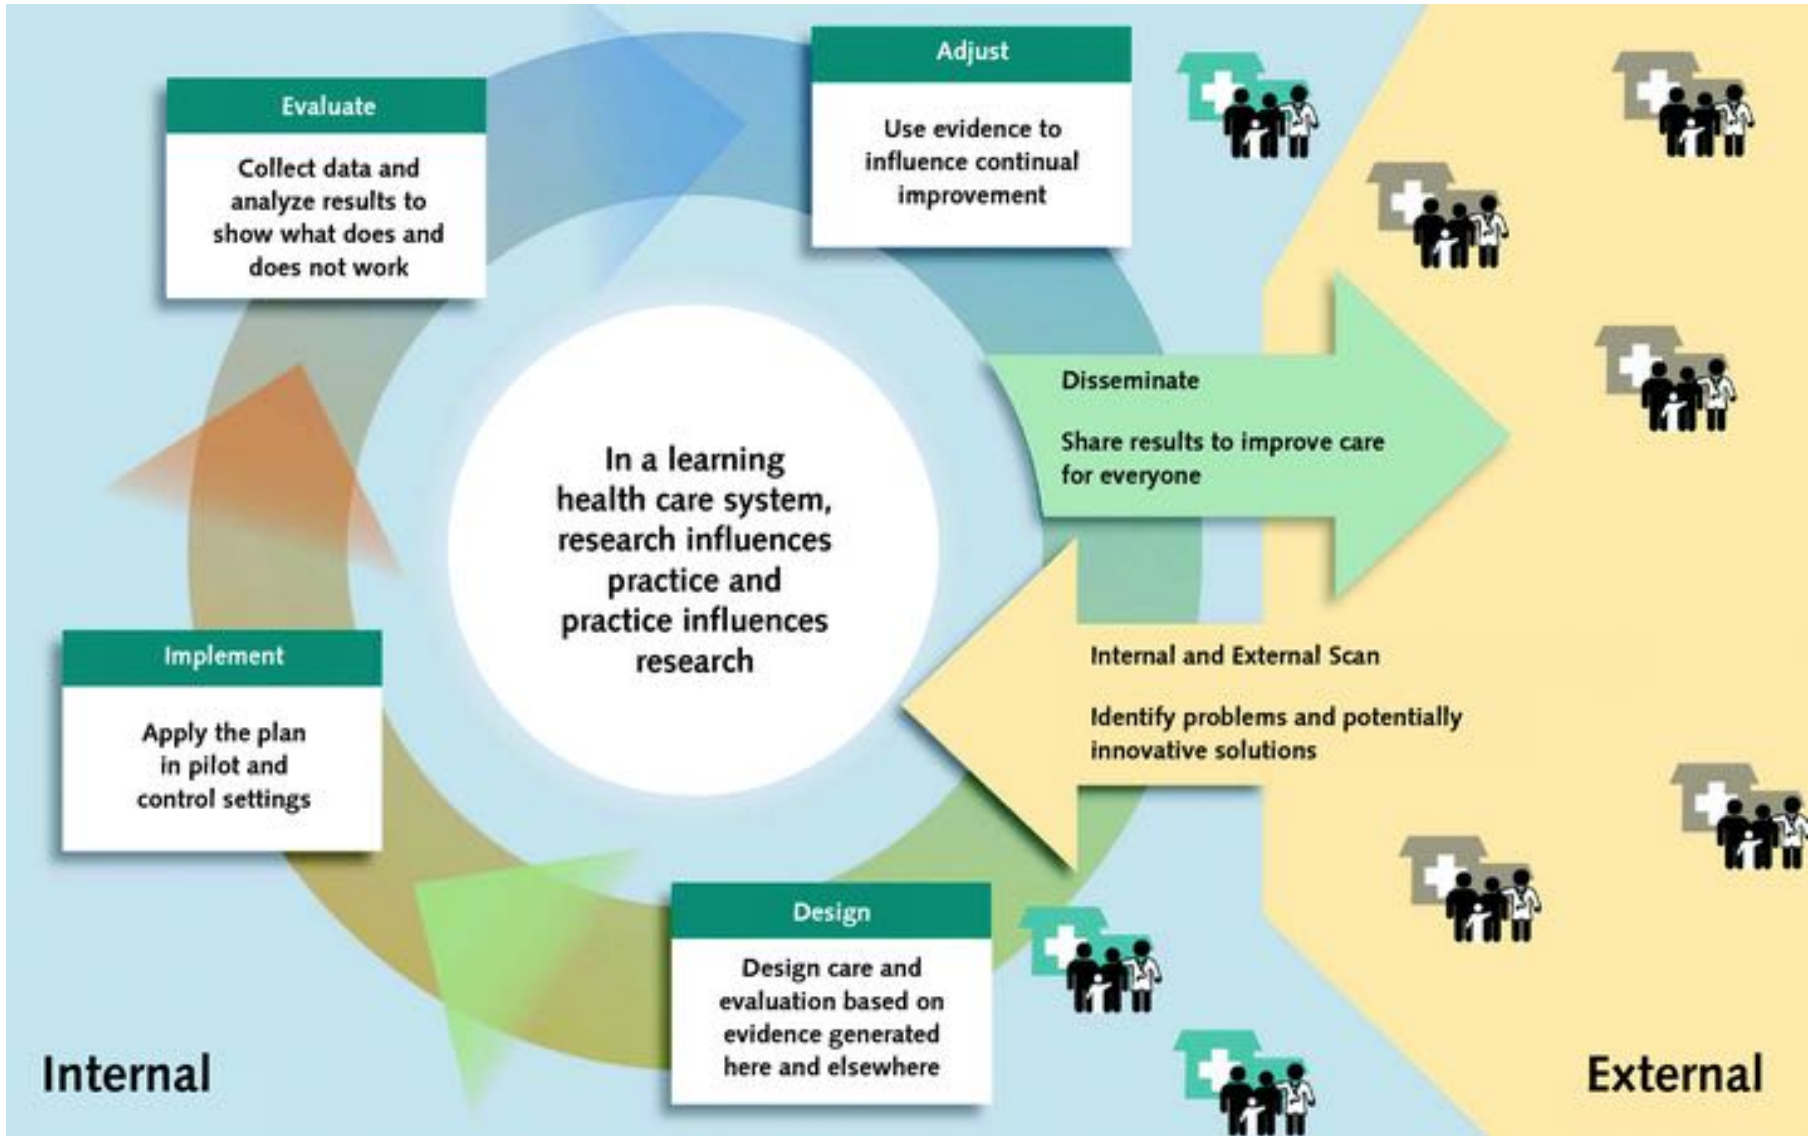 Adjust
Use evidence to
influence continual
improvement
Evaluate
Collect data and
analyze results to
show what does and
does not work
Disseminate
Share results to improve care
for everyone
In a learning
health care system,
research influences
practice and
practice influences
research
Internal and External Scan
Identify problems and potentially
innovative solutions
Implement
Apply the plan
in pilot and
control settings
Design
Design care and
evaluation based on
evidence generated
here and elsewhere
Internal
External